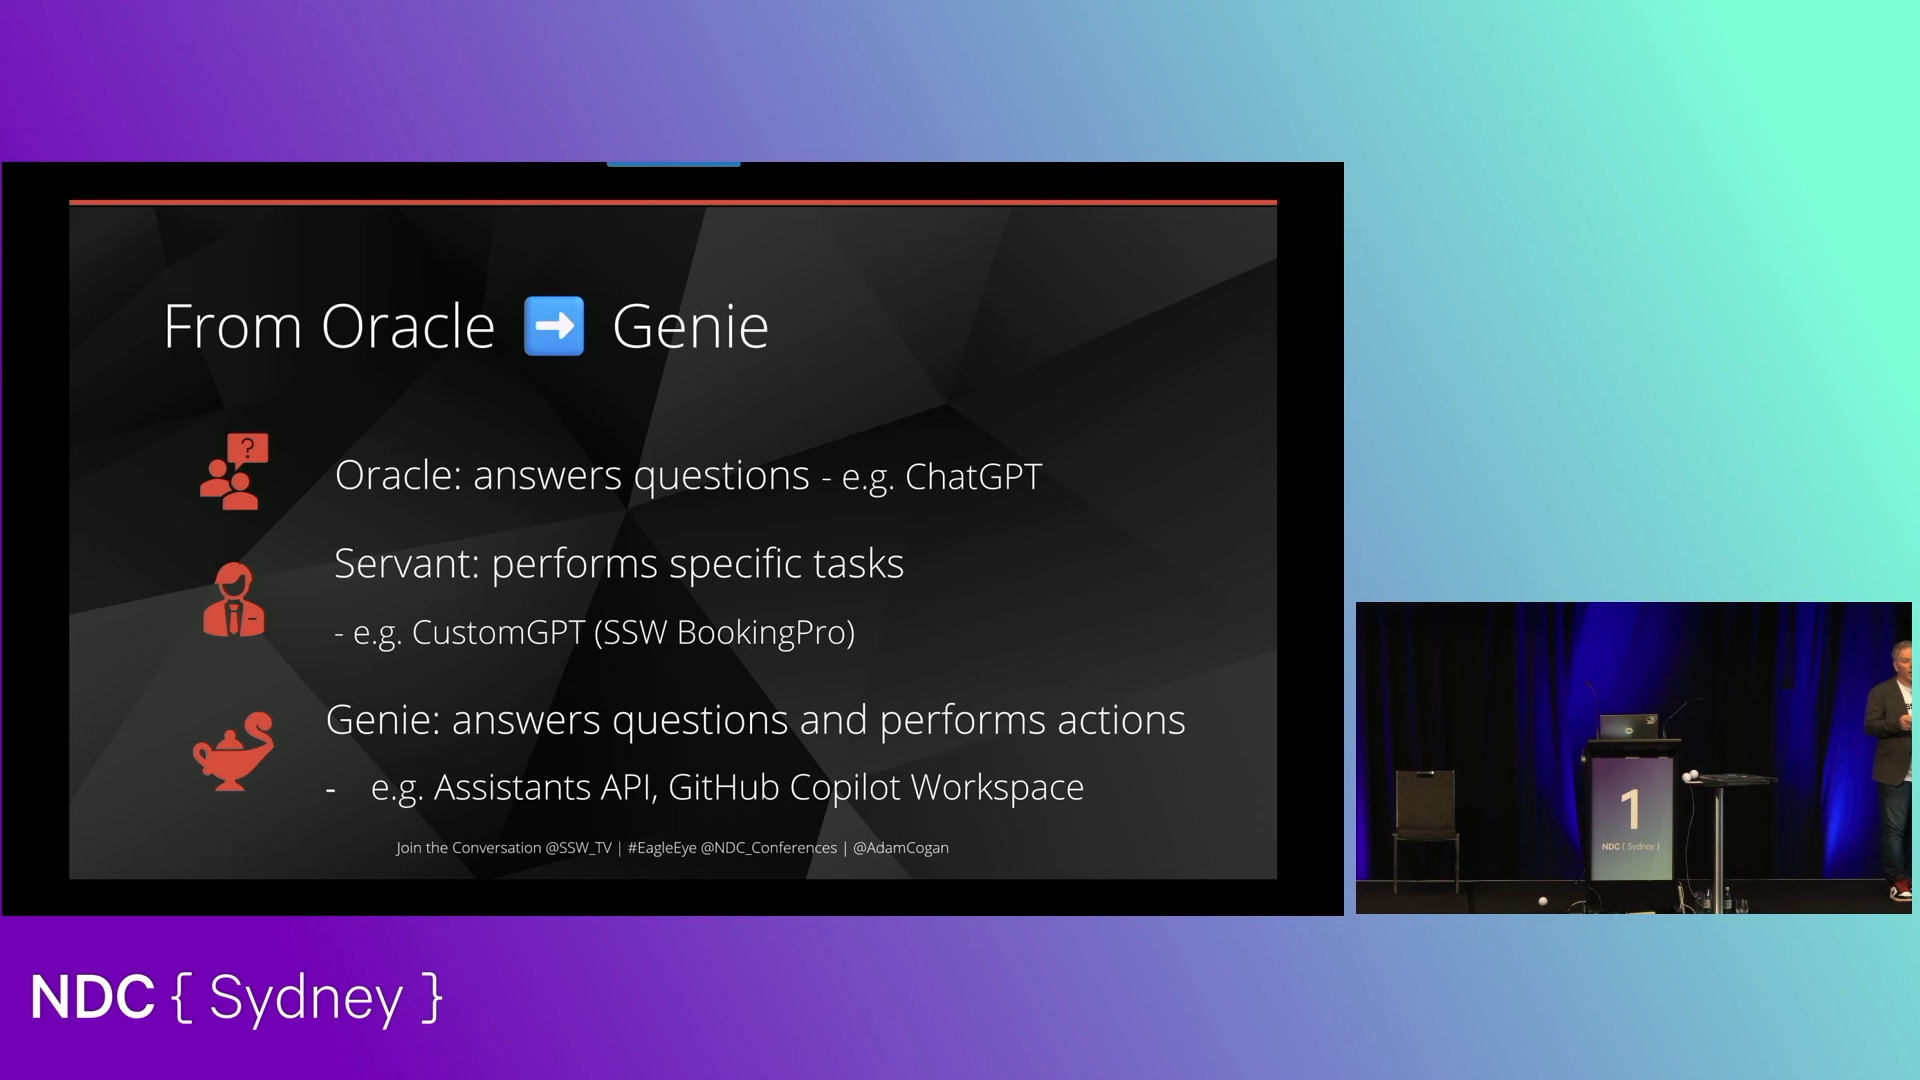 From Oracle ➡ Genie
?
Oracle: answers questions - e.g. ChatGPT
Servant: performs specific tasks
- e.g. CustomGPT (SSW BookingPro)
Genie: answers questions and performs actions
- e.g. Assistants API, GitHub Copilot Workspace
Join the Conversation @SSW_TV | #EagleEye @NDC_Conferences | @AdamCogan
1
NDC { Sydney }
NDC { Sydney }